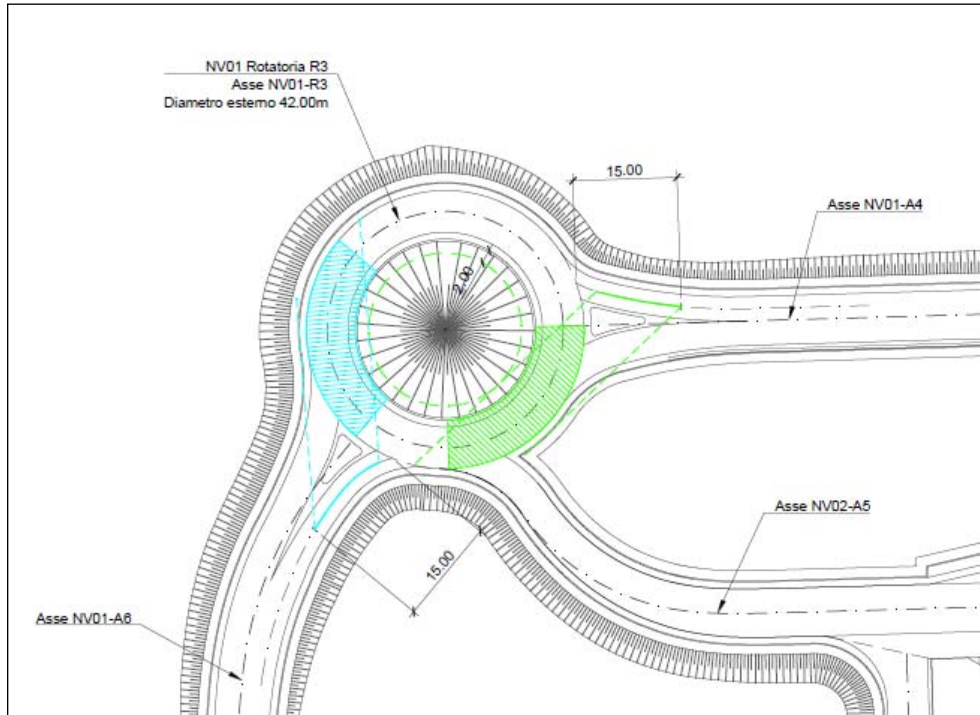 NV01 Rotatoria R3
Asse NV01-R3
Diametro esterno 42.00m
15.00
Asse NV01-A4
2.00
Asse NV02-A5
15.00
Asse NV01-A6